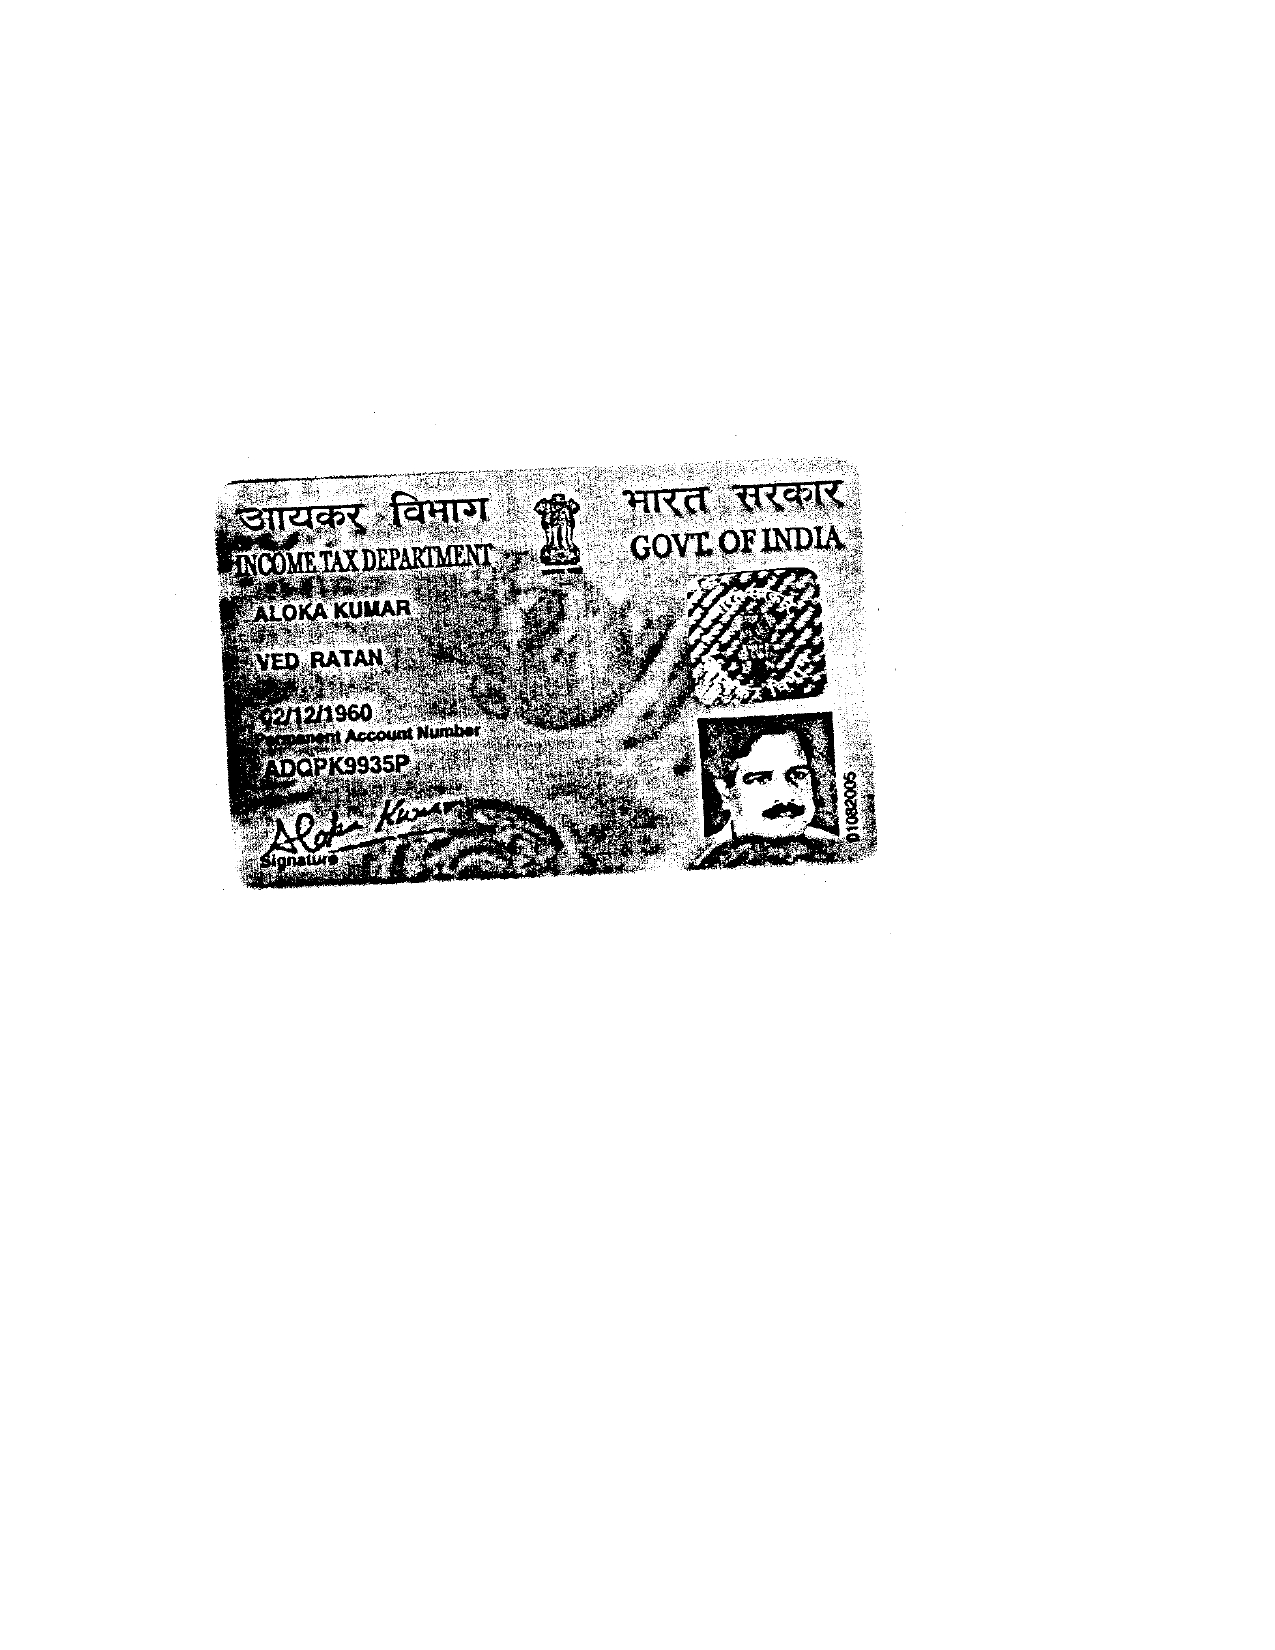 आयकर विभाग
भारत सरकार
INCOME TAX DEPARTMENT
GOVT. OF INDIA
ALOKA KUMAR
VED RATAN
02/12/1960
Permanent Account Number
ADQPK9935P
Aloka Kumar
Signature
01082005